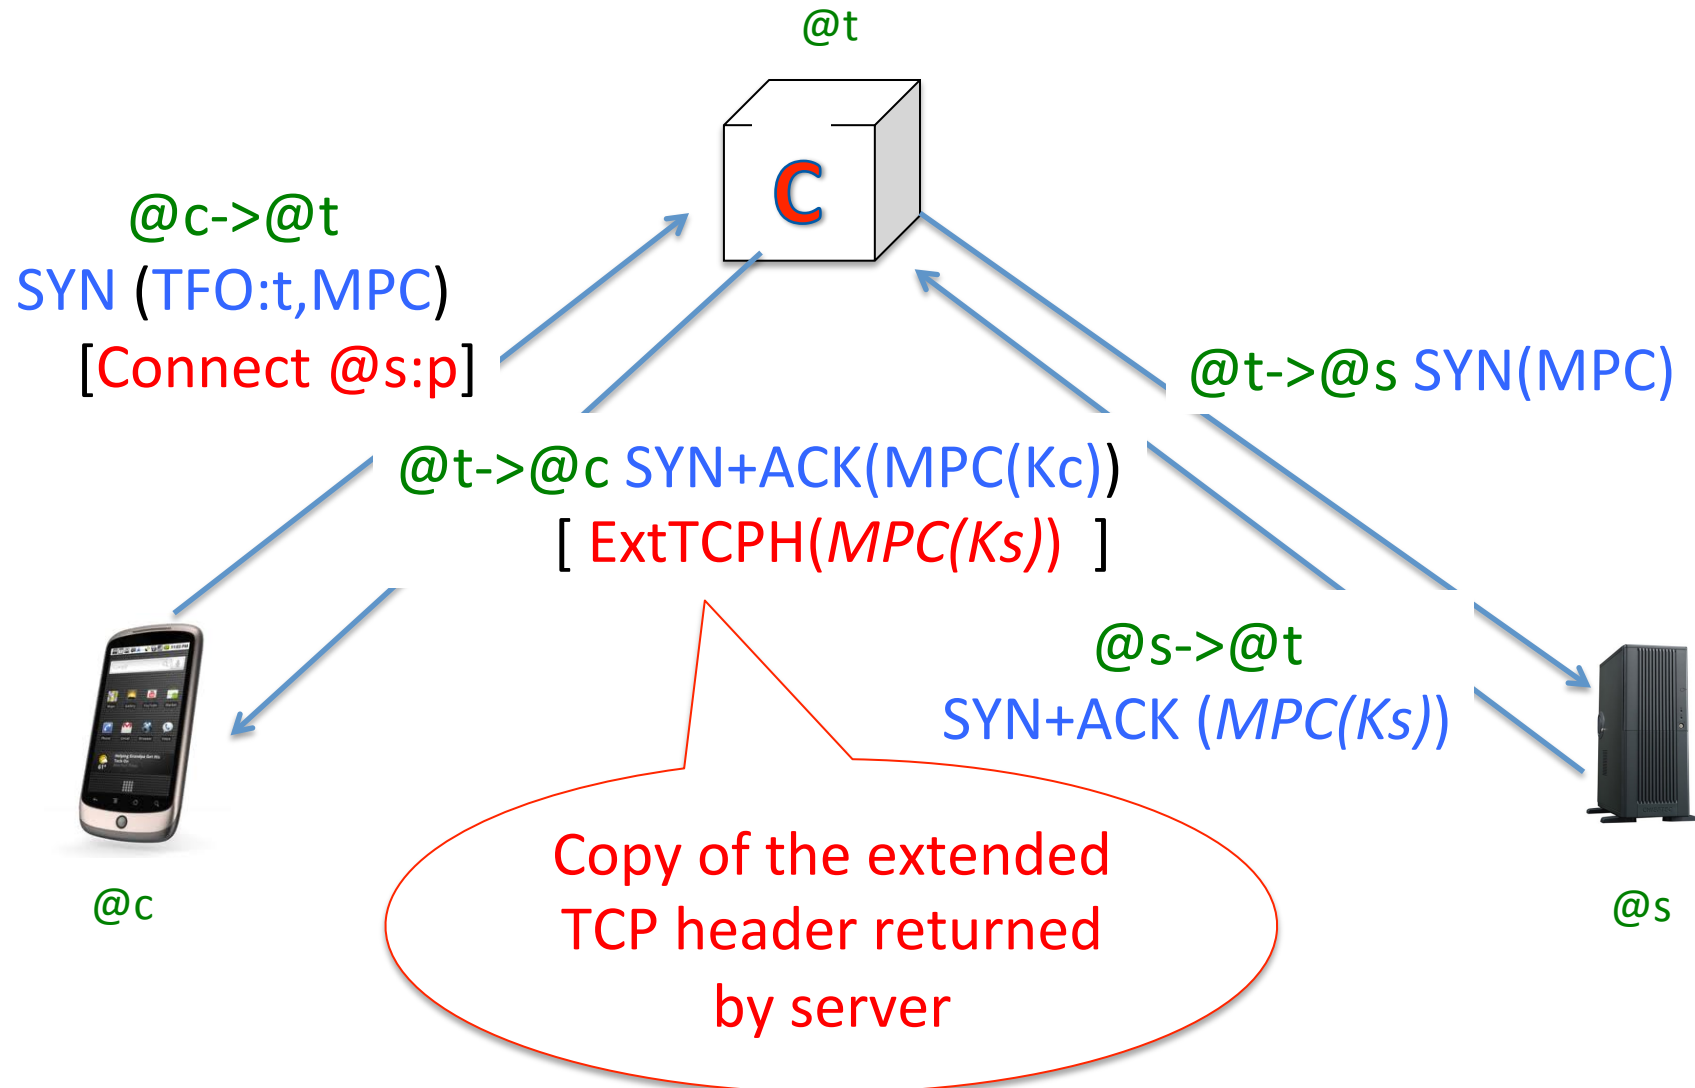 @t
C
@c->@t
SYN (TFO:t,MPC)
[Connect @s:p]
@t->@s SYN(MPC)
@t->@c SYN+ACK(MPC(Kc))
[ ExtTCPH(MPC(Ks)) ]
@s->@t
SYN+ACK (MPC(Ks))
Copy of the extended
TCP header returned
by server
@c
@s